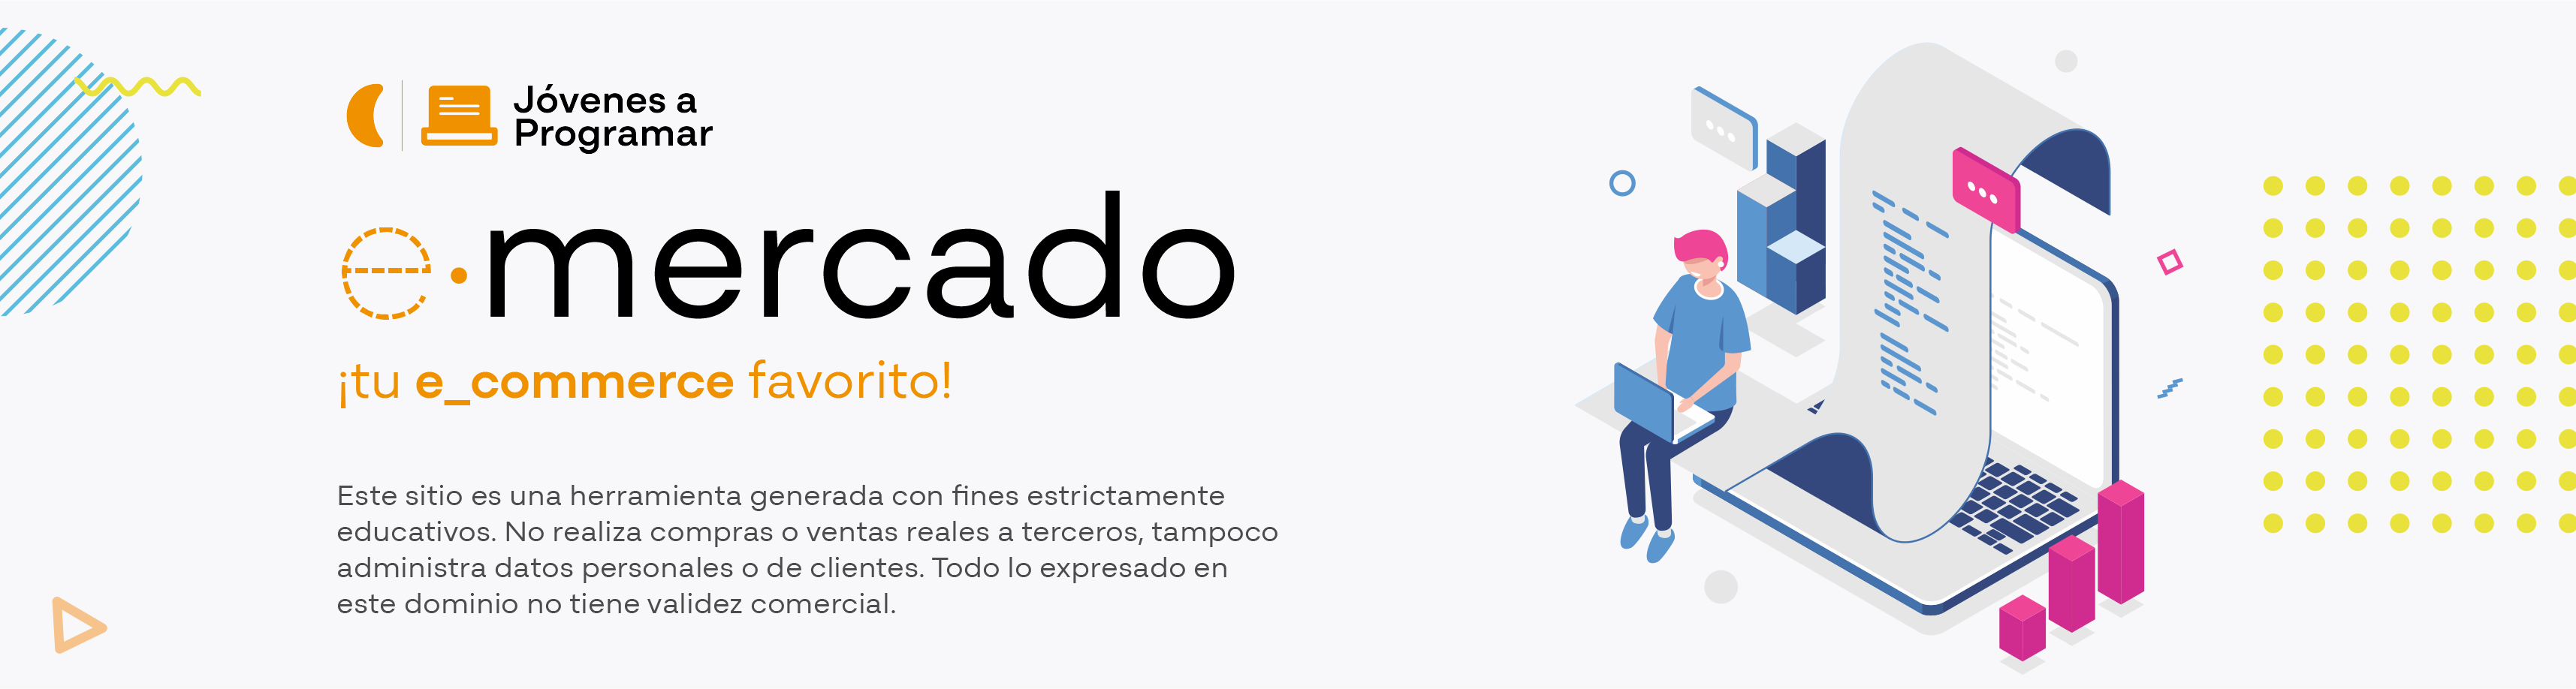 Jóvenes a
Programar
e·mercado
¡tu e_commerce favorito!
Este sitio es una herramienta generada con fines estrictamente
educativos. No realiza compras o ventas reales a terceros, tampoco
administra datos personales o de clientes. Todo lo expresado en
este dominio no tiene validez comercial.